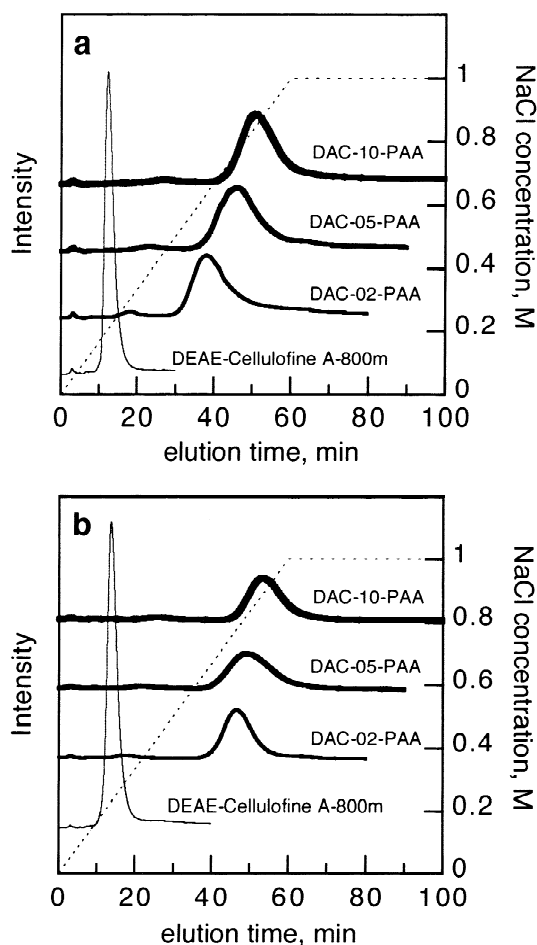 a
1
DAC-10-PAA
0.8
0.6
DAC-05-PAA
0.4
DAC-02-PAA
0.2
DEAE-Cellulofine A-800m
0
0 20 40 60 80 100
elution time, min
Intensity
NaCl concentration, M
b
1
DAC-10-PAA
0.8
DAC-05-PAA
0.6
DAC-02-PAA
0.4
DEAE-Cellulofine A-800m
0.2
0
0 20 40 60 80 100
elution time, min
Intensity
NaCl concentration, M